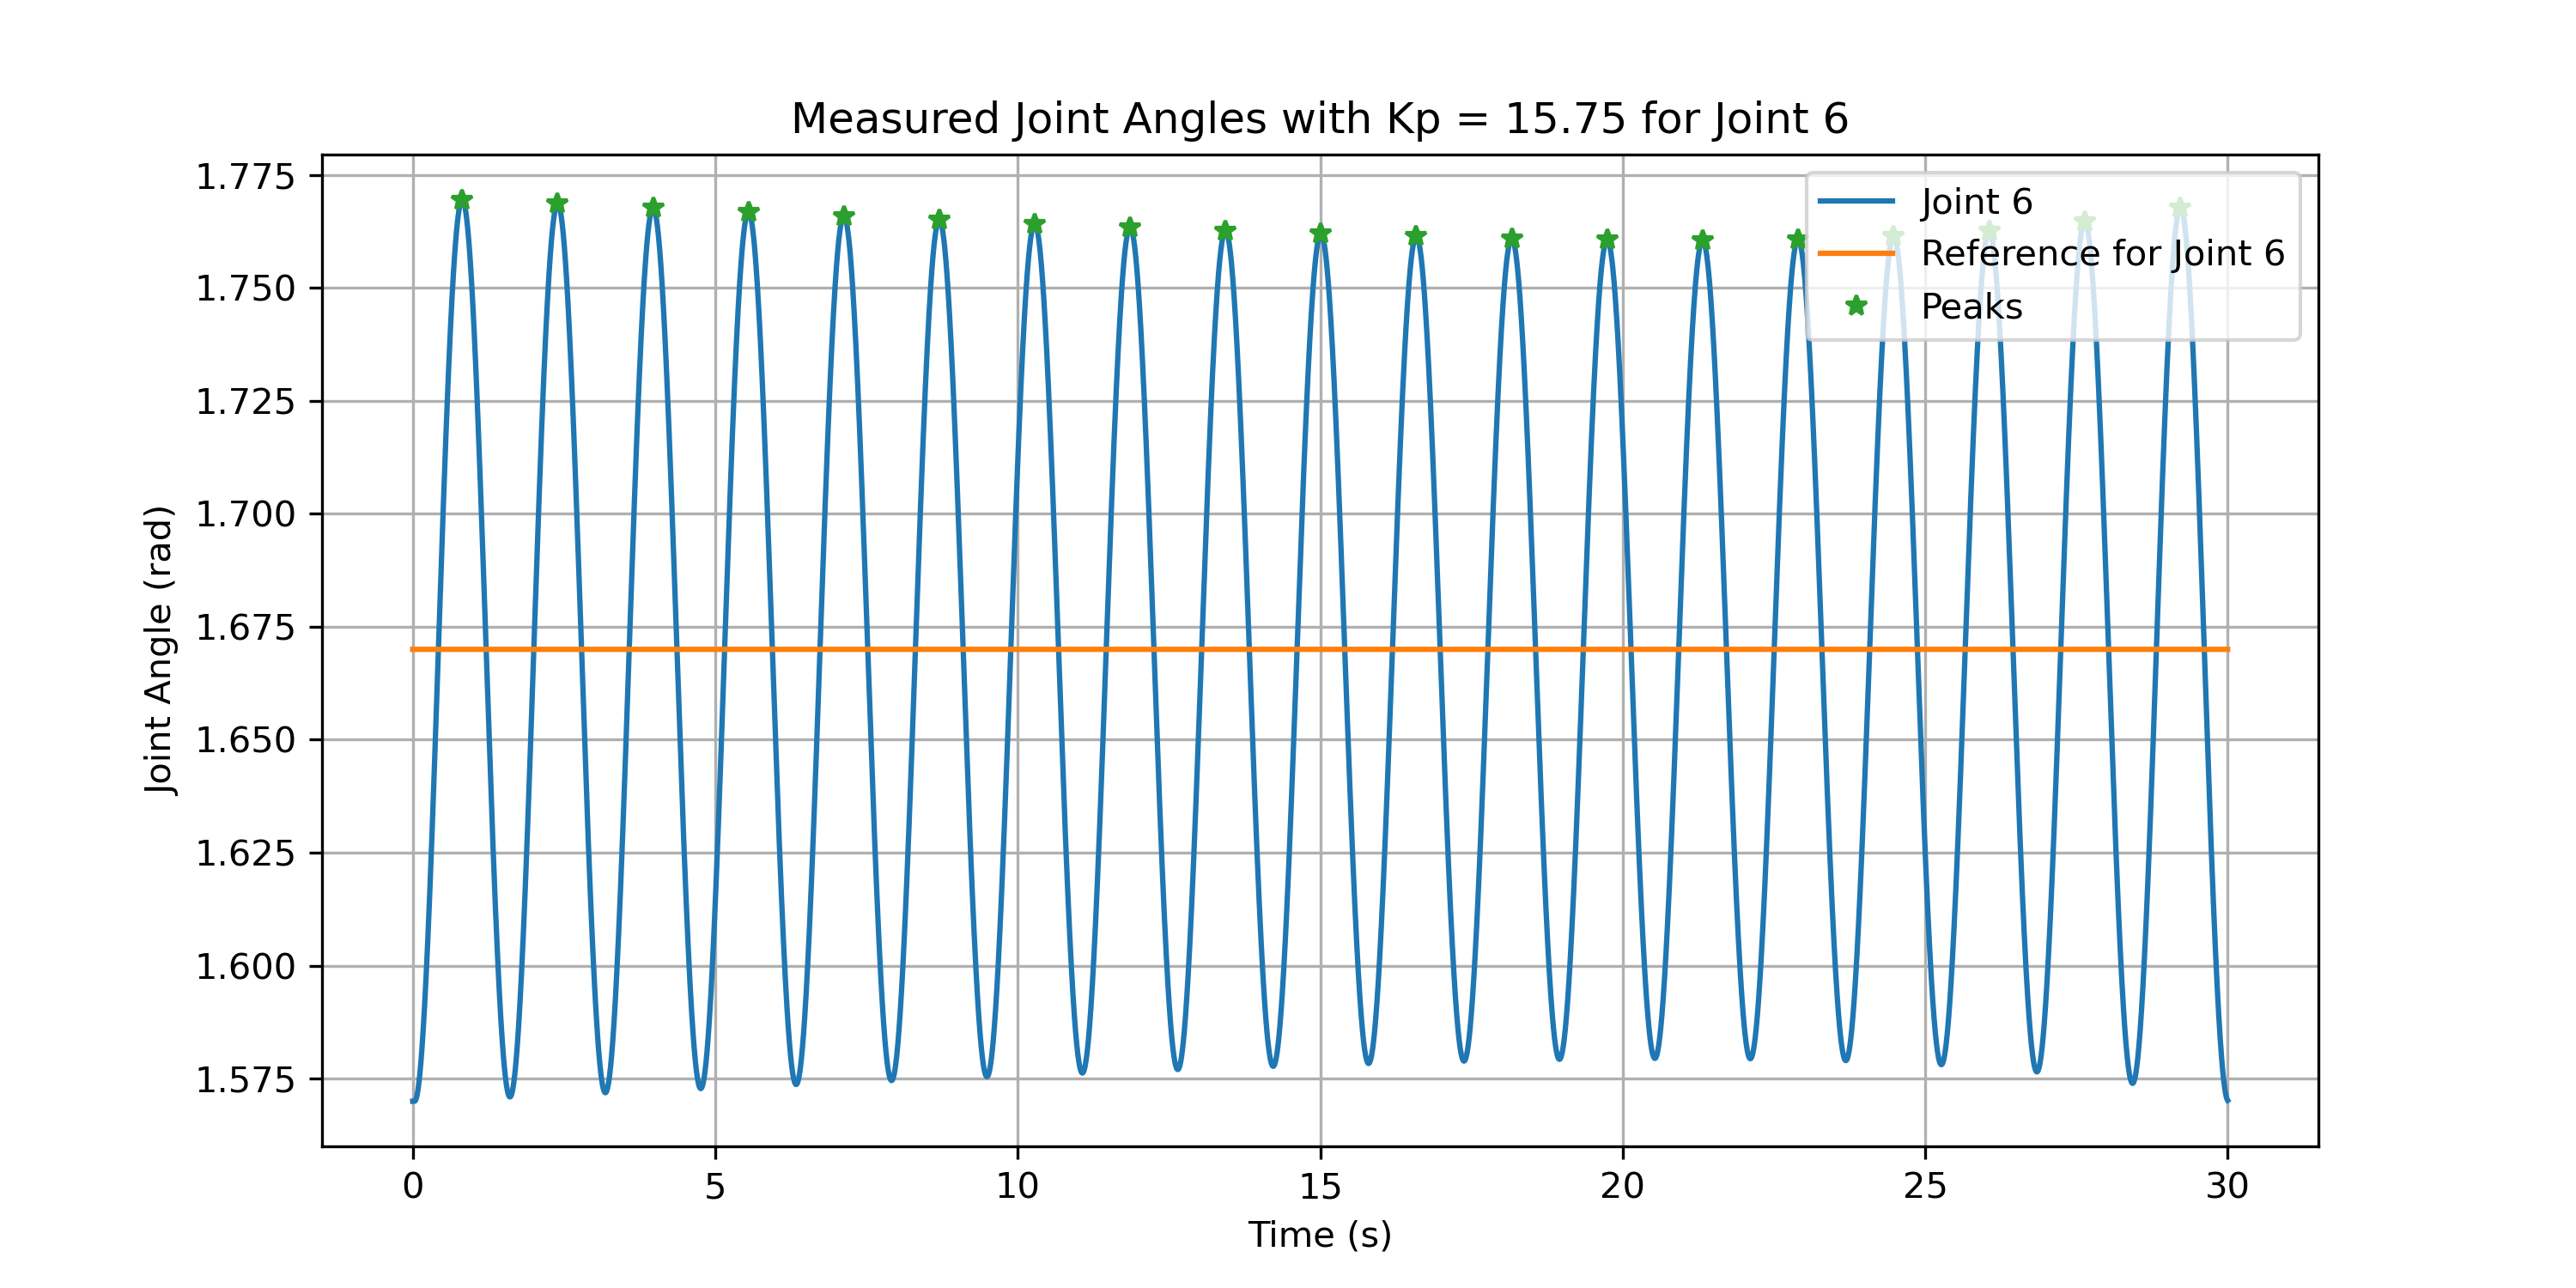 Measured Joint Angles with Kp = 15.75 for Joint 6
Joint 6
Reference for Joint 6
Peaks
1.775
1.750
1.725
1.700
1.675
1.650
1.625
1.600
1.575
Joint Angle (rad)
0 5 10 15 20 25 30
Time (s)